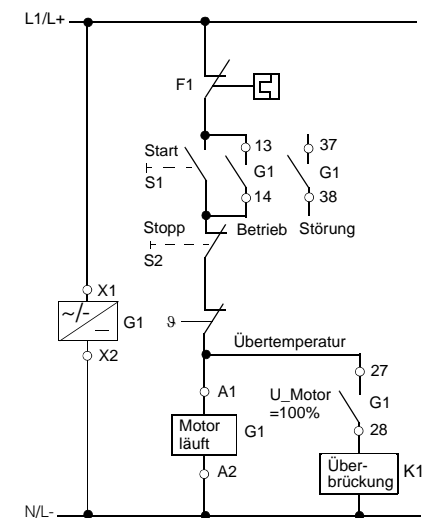 L1/L+
F1
Start
S1
13
G1
14
37
G1
38
Stopp
S2
Betrieb
Störung
X1
~/-
G1
X2
ϑ
Übertemperatur
A1
Motor
läuft
G1
A2
U_Motor
=100%
27
G1
28
Über-
brückung
K1
N/L-